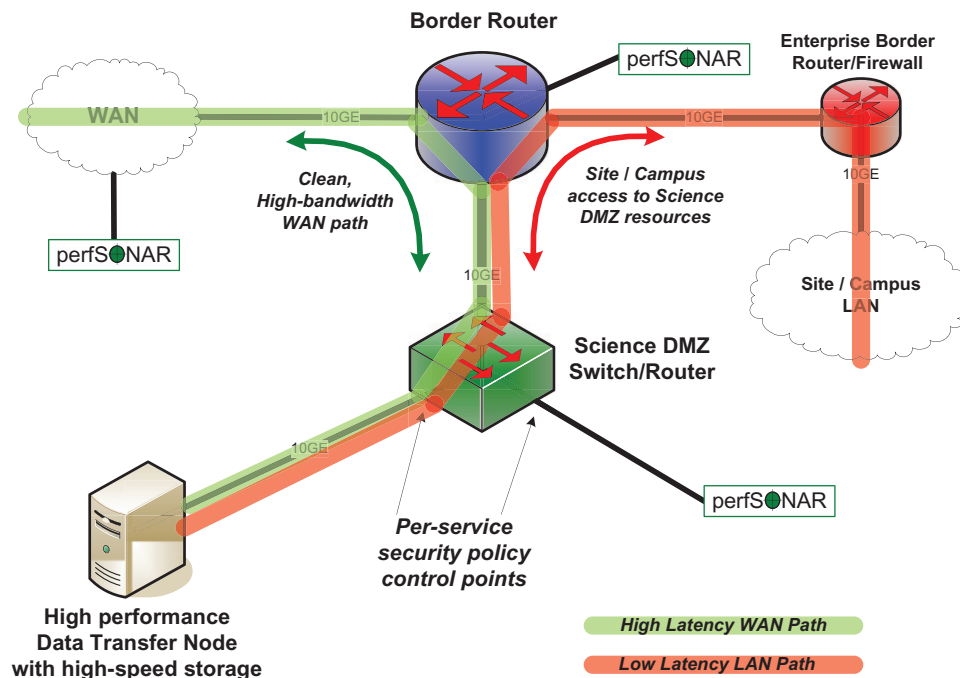 Border Router
perfSONAR
Enterprise Border
Router/Firewall
WAN
10GE
10GE
10GE
Clean,
High-bandwidth
WAN path
Site / Campus
access to Science
DMZ resources
perfSONAR
10GE
Site / Campus
LAN
Science DMZ
Switch/Router
10GE
perfSONAR
Per-service
security policy
control points
High performance
Data Transfer Node
with high-speed storage
High Latency WAN Path
Low Latency LAN Path